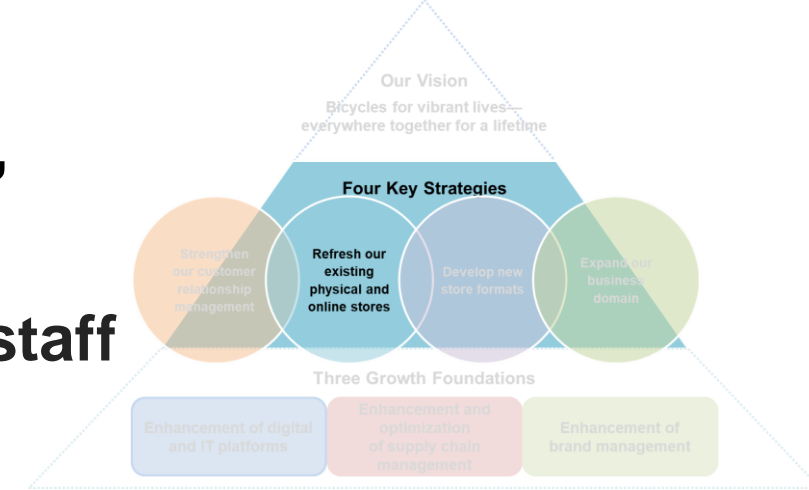 Our Vision
Bicycles for vibrant lives—
everywhere together for a lifetime
,
Four Key Strategies
Strengthen
our customer
relationship
management
Refresh our
existing
physical and
online stores
Develop new
store formats
Expand our
business
domain
staff
Three Growth Foundations
Enhancement of digital
and IT platforms
Enhancement and
optimization
of supply chain
management
Enhancement of
brand management